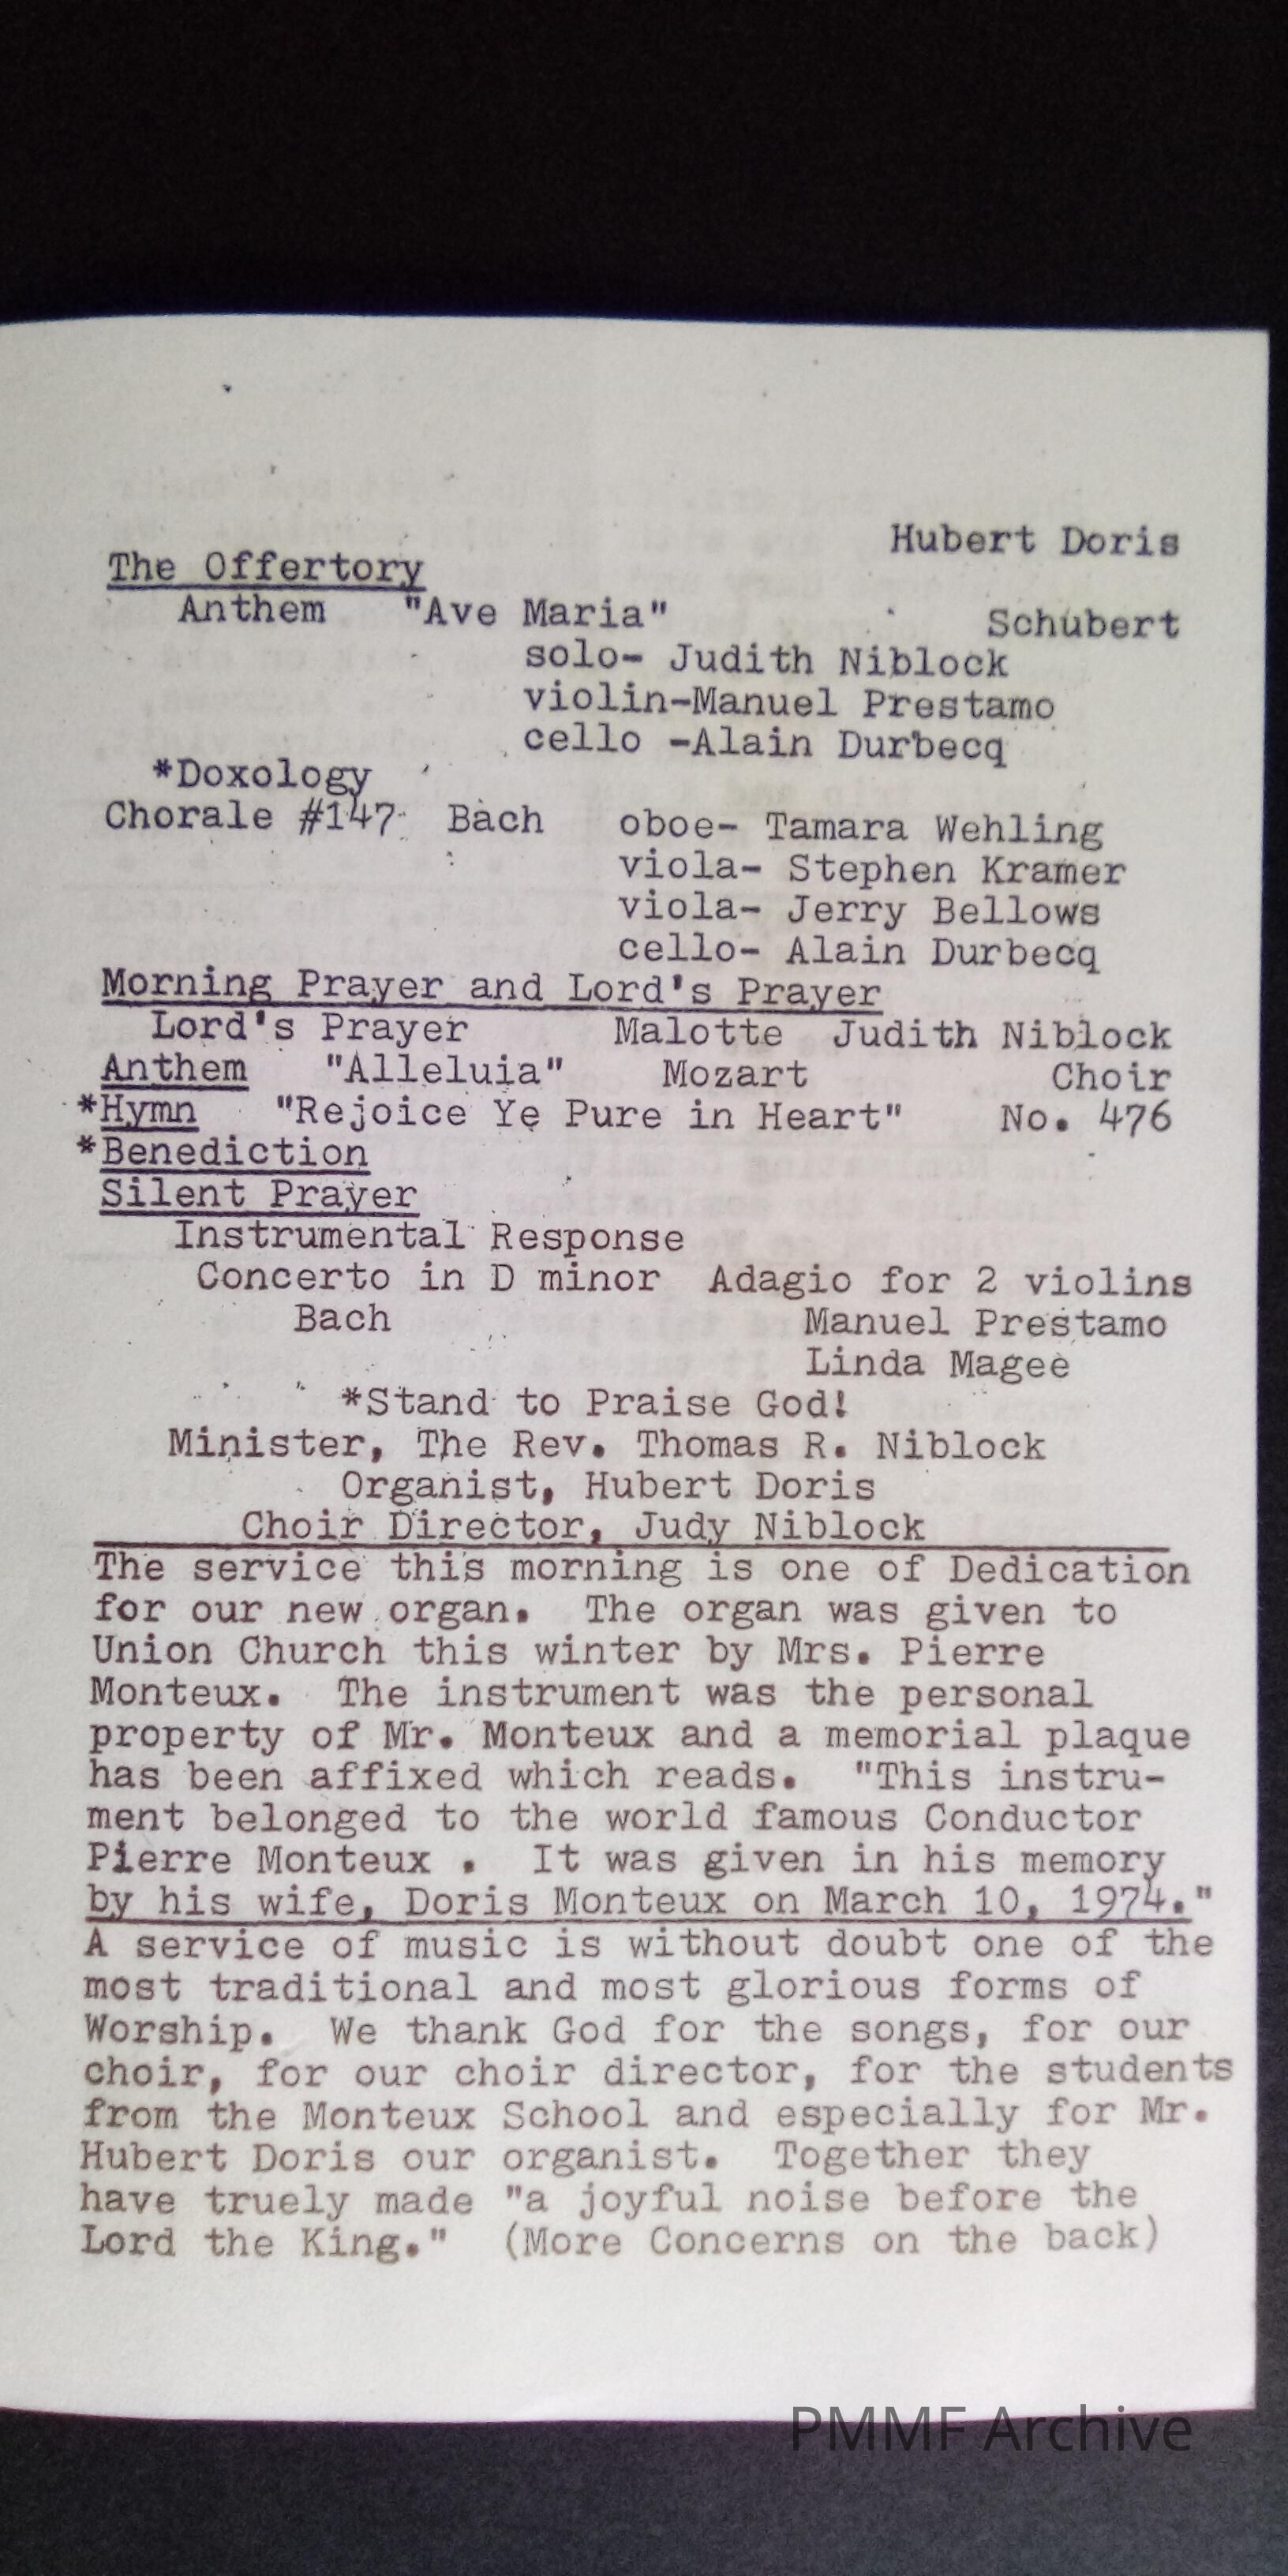 Hubert Doris
The Offertory
Anthem "Ave Maria" Schubert
solo- Judith Niblock
violin-Manuel Prestamo
cello -Alain Durbecq
*Doxology
Chorale #147 Bach oboe- Tamara Wehling
viola- Stephen Kramer
viola- Jerry Bellows
cello- Alain Durbecq
Morning Prayer and Lord's Prayer
Lord's Prayer Malotte Judith Niblock
Anthem "Alleluia" Mozart Choir
*Hymn "Rejoice Ye Pure in Heart" No. 476
*Benediction
Silent Prayer
Instrumental Response
Concerto in D minor Adagio for 2 violins
Bach Manuel Prestamo
Linda Magee
*Stand to Praise God!
Minister, The Rev. Thomas R. Niblock
Organist, Hubert Doris
Choir Director, Judy Niblock
The service this morning is one of Dedication
for our new organ. The organ was given to
Union Church this winter by Mrs. Pierre
Monteux. The instrument was the personal
property of Mr. Monteux and a memorial plaque
has been affixed which reads. "This instru-
ment belonged to the world famous Conductor
Pierre Monteux . It was given in his memory
by his wife, Doris Monteux on March 10, 1974."
A service of music is without doubt one of the
most traditional and most glorious forms of
Worship. We thank God for the songs, for our
choir, for our choir director, for the students
from the Monteux School and especially for Mr.
Hubert Doris our organist. Together they
have truely made "a joyful noise before the
Lord the King." (More Concerns on the back)
PMMF Archive